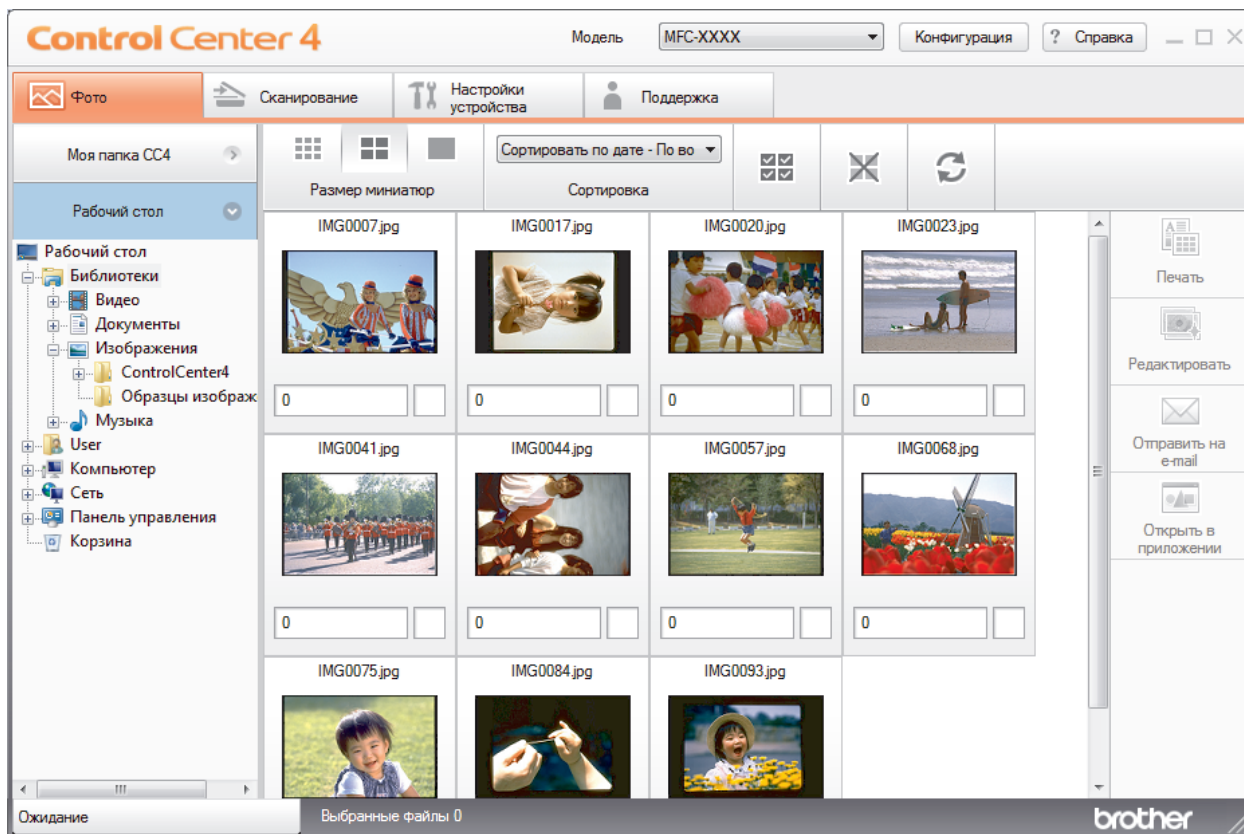 Control Center 4
Модель
MFC-XXXX
Конфигурация
? Справка
Фото
Сканирование
Настройки
устройства
Поддержка
Моя папка CC4
Рабочий стол
Размер миниатюр
Сортировать по дате - По во
Сортировка
Рабочий стол
Библиотеки
Видео
Документы
Изображения
ControlCenter4
Образцы изображ
Музыка
User
Компьютер
Сеть
Панель управления
Корзина
IMG0007.jpg
IMG0017.jpg
IMG0020.jpg
IMG0023.jpg
0
0
0
0
IMG0041.jpg
IMG0044.jpg
IMG0057.jpg
IMG0068.jpg
0
0
0
0
IMG0075.jpg
IMG0084.jpg
IMG0093.jpg
Печать
Редактировать
Отправить на
e-mail
Открыть в
приложении
Ожидание
Выбранные файлы 0
brother